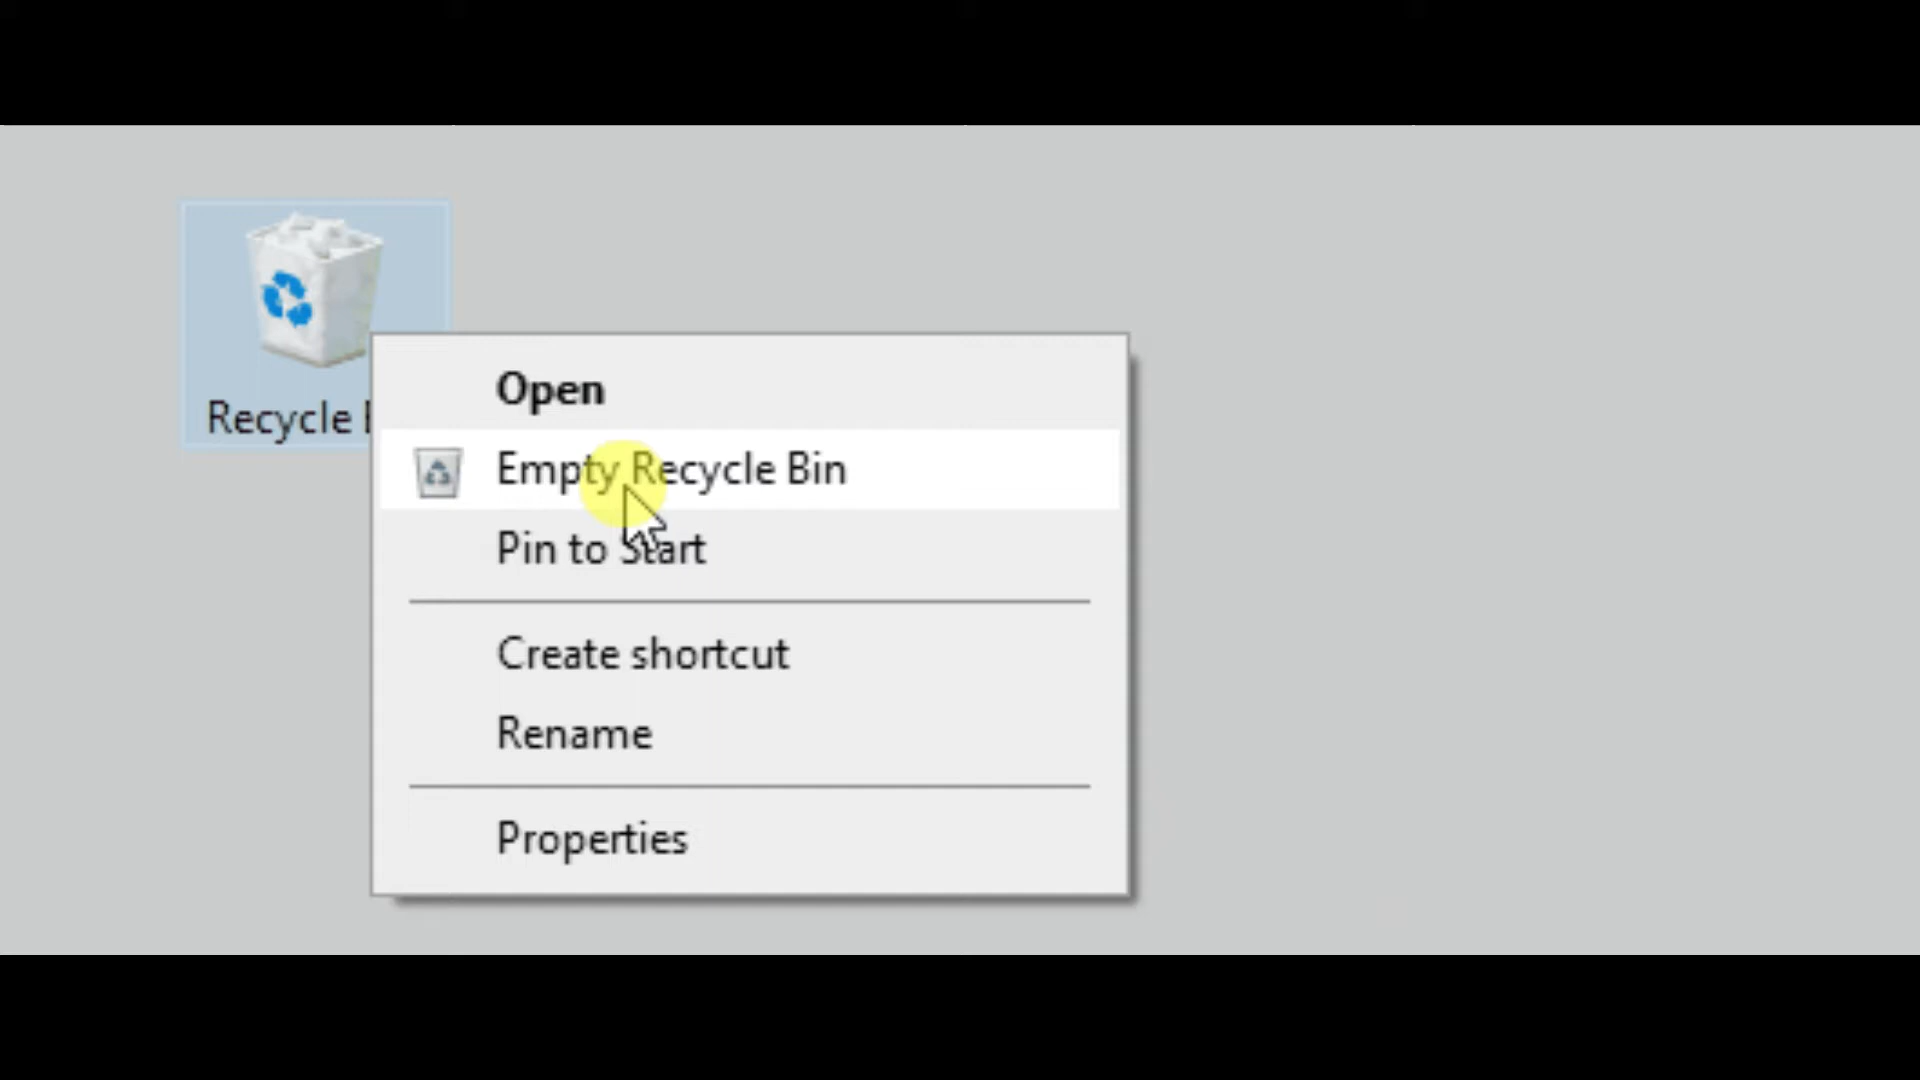 Recycle
Open
Empty Recycle Bin
Pin to Start
Create shortcut
Rename
Properties